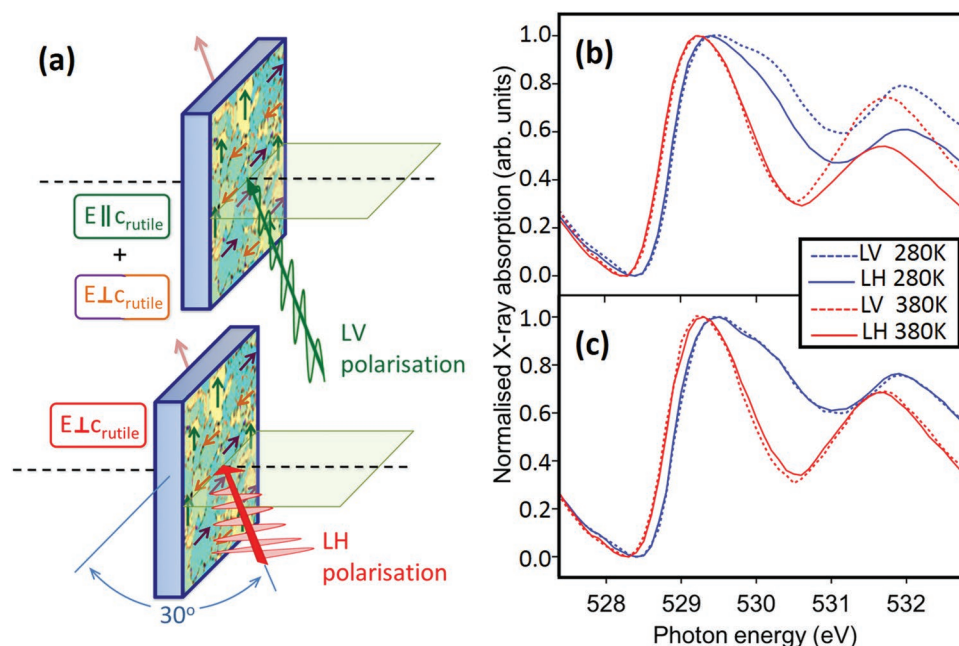 (a)
E || c_rutile
+
E⊥c_rutile
LV
polarisation
E⊥c_rutile
LH
polarisation
30°
Normalised X-ray absorption (arb. units)
(b)
1.0
0.8
0.6
0.4
0.2
0.0
LV 280K
LH 280K
LV 380K
LH 380K
(c)
1.0
0.8
0.6
0.4
0.2
0.0
528 529 530 531 532
Photon energy (eV)